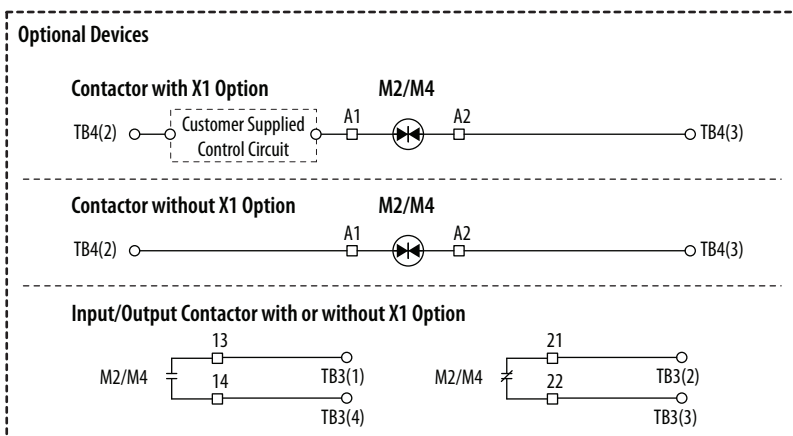 Optional Devices
Contactor with X1 Option M2/M4
TB4(2) Customer Supplied A1 A2 TB4(3)
Control Circuit
Contactor without X1 Option M2/M4
TB4(2) A1 A2 TB4(3)
Input/Output Contactor with or without X1 Option
13 21
M2/M4 TB3(1) M2/M4 TB3(2)
14 22
TB3(4) TB3(3)